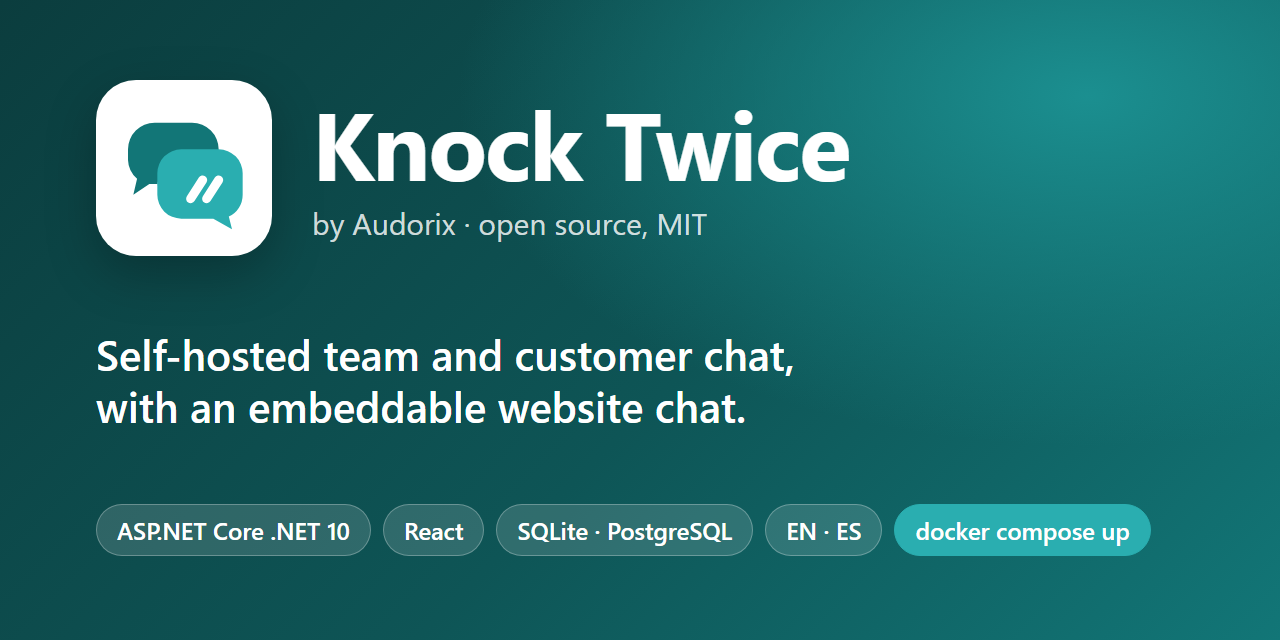 Knock Twice
by Audorix · open source, MIT
Self-hosted team and customer chat,
with an embeddable website chat.
ASP.NET Core .NET 10 React SQLite · PostgreSQL EN · ES docker compose up